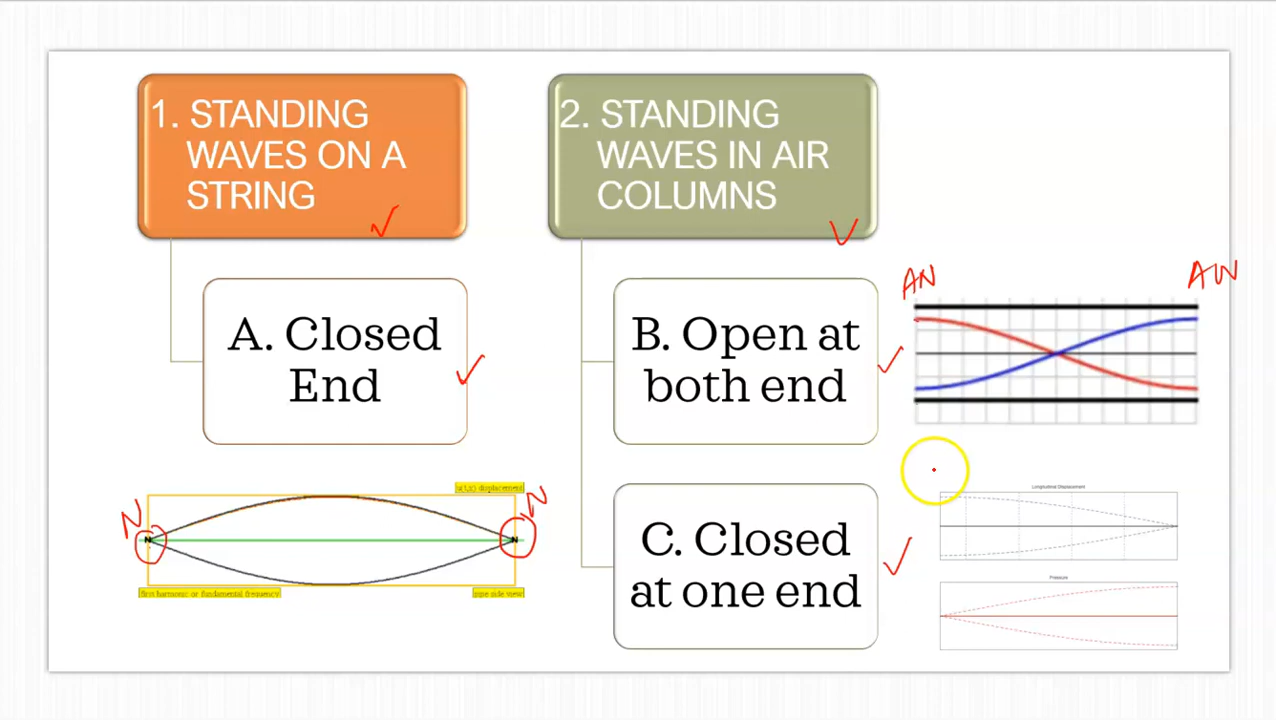 1. STANDING
WAVES ON A
STRING
2. STANDING
WAVES IN AIR
COLUMNS
A. Closed
End
B. Open at
both end
AN
AN
N
N
u(t,x) displacement
N
N
first harmonic or fundamental frequency
pipe side view
C. Closed
at one end
Longitudinal Displacement
Pressure